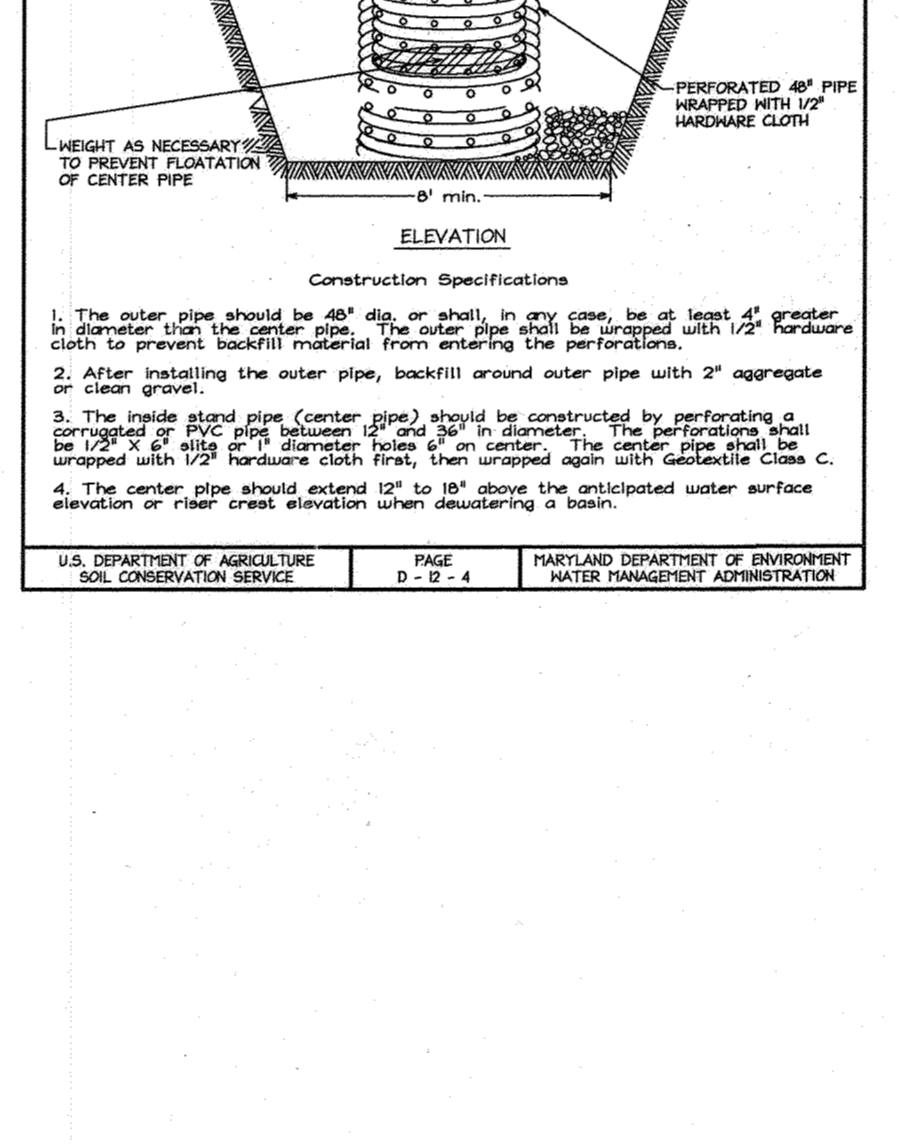 PERFORATED 48" PIPE
WRAPPED WITH 1/2"
HARDWARE CLOTH
WEIGHT AS NECESSARY
TO PREVENT FLOATATION
OF CENTER PIPE
8' min.
ELEVATION
Construction Specifications
1. The outer pipe should be 48" dia. or shall, in any case, be at least 4" greater
in diameter than the center pipe. The outer pipe shall be wrapped with 1/2" hardware
cloth to prevent backfill material from entering the perforations.
2. After installing the outer pipe, backfill around outer pipe with 2" aggregate
or clean gravel.
3. The inside stand pipe (center pipe) should be constructed by perforating a
corrugated or PVC pipe between 12" and 36" in diameter. The perforations shall
be 1/2" X 6" slits or 1" diameter holes 6" on center. The center pipe shall be
wrapped with 1/2" hardware cloth first, then wrapped again with Geotextile Class C.
4. The center pipe should extend 12" to 18" above the anticipated water surface
elevation or riser crest elevation when dewatering a basin.
U.S. DEPARTMENT OF AGRICULTURE
SOIL CONSERVATION SERVICE
PAGE
D - 12 - 4
MARYLAND DEPARTMENT OF ENVIRONMENT
WATER MANAGEMENT ADMINISTRATION